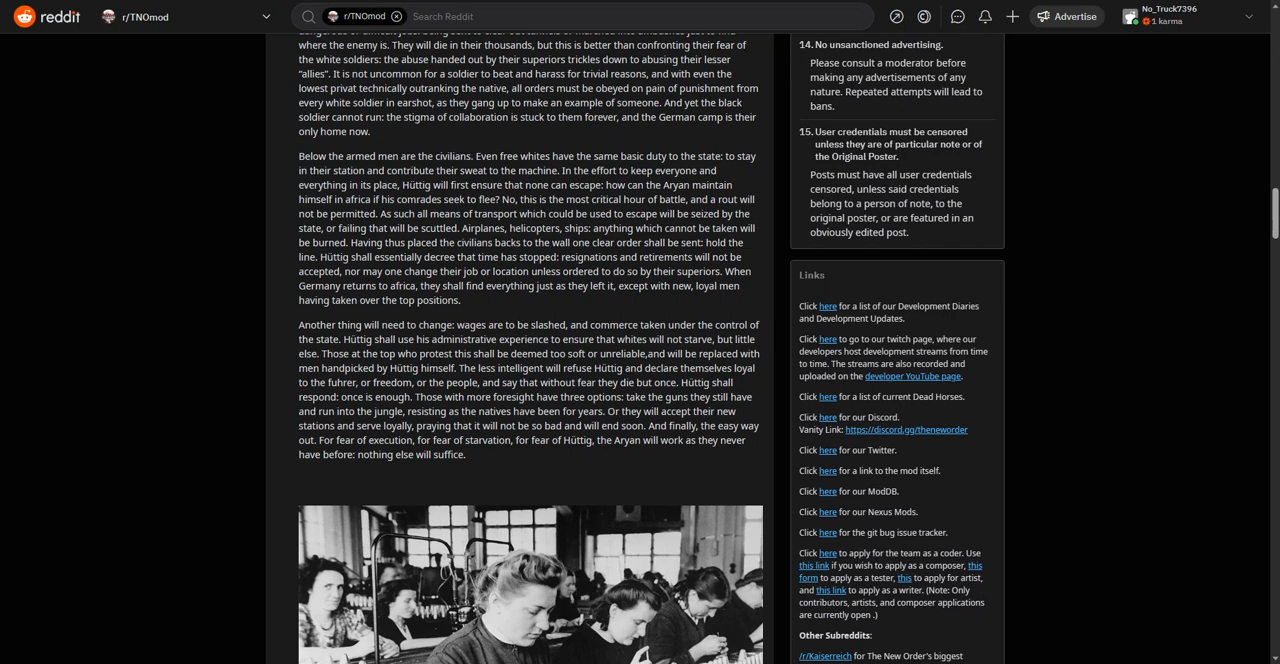 reddit
r/TNOmod
r/TNOmod
Search Reddit
Advertise
No_Truck7396
1 karma
dangerous or difficult jobs: being sent to clear out tunnels or marched into ambushes just to find
where the enemy is. They will die in their thousands, but this is better than confronting their fear of
the white soldiers: the abuse handed out by their superiors trickles down to abusing their lesser
“allies”. It is not uncommon for a soldier to beat and harass for trivial reasons, and with even the
lowest privat technically outranking the native, all orders must be obeyed on pain of punishment from
every white soldier in earshot, as they gang up to make an example of someone. And yet the black
soldier cannot run: the stigma of collaboration is stuck to them forever, and the German camp is their
only home now.
Below the armed men are the civilians. Even free whites have the same basic duty to the state: to stay
in their station and contribute their sweat to the machine. In the effort to keep everyone and
everything in its place, Hüttig will first ensure that none can escape: how can the Aryan maintain
himself in africa if his comrades seek to flee? No, this is the most critical hour of battle, and a rout will
not be permitted. As such all means of transport which could be used to escape will be seized by the
state, or failing that will be scuttled. Airplanes, helicopters, ships: anything which cannot be taken will
be burned. Having thus placed the civilians backs to the wall one clear order shall be sent: hold the
line. Hüttig shall essentially decree that time has stopped: resignations and retirements will not be
accepted, nor may one change their job or location unless ordered to do so by their superiors. When
Germany returns to africa, they shall find everything just as they left it, except with new, loyal men
having taken over the top positions.
Another thing will need to change: wages are to be slashed, and commerce taken under the control of
the state. Hüttig shall use his administrative experience to ensure that whites will not starve, but little
else. Those at the top who protest this shall be deemed too soft or unreliable,and will be replaced with
men handpicked by Hüttig himself. The less intelligent will refuse Hüttig and declare themselves loyal
to the fuhrer, or freedom, or the people, and say that without fear they die but once. Hüttig shall
respond: once is enough. Those with more foresight have three options: take the guns they still have
and run into the jungle, resisting as the natives have been for years. Or they will accept their new
stations and serve loyally, praying that it will not be so bad and will end soon. And finally, the easy way
out. For fear of execution, for fear of starvation, for fear of Hüttig, the Aryan will work as they never
have before: nothing else will suffice.
14. No unsanctioned advertising.
Please consult a moderator before
making any advertisements of any
nature. Repeated attempts will lead to
bans.
15. User credentials must be censored
unless they are of particular note or of
the Original Poster.
Posts must have all user credentials
censored, unless said credentials
belong to a person of note, to the
original poster, or are featured in an
obviously edited post.
Links
Click here for a list of our Development Diaries
and Development Updates.
Click here to go to our twitch page, where our
developers host development streams from time
to time. The streams are also recorded and
uploaded on the developer YouTube page.
Click here for a list of current Dead Horses.
Click here for our Discord.
Vanity Link: https://discord.gg/theneworder
Click here for our Twitter.
Click here for a link to the mod itself.
Click here for our ModDB.
Click here for our Nexus Mods.
Click here for the git bug issue tracker.
Click here to apply for the team as a coder. Use
this link if you wish to apply as a composer, this
form to apply as a tester, this to apply for artist,
and this link to apply as a writer. (Note: Only
contributors, artists, and composer applications
are currently open .)
Other Subreddits:
/r/Kaiserreich for The New Order's biggest